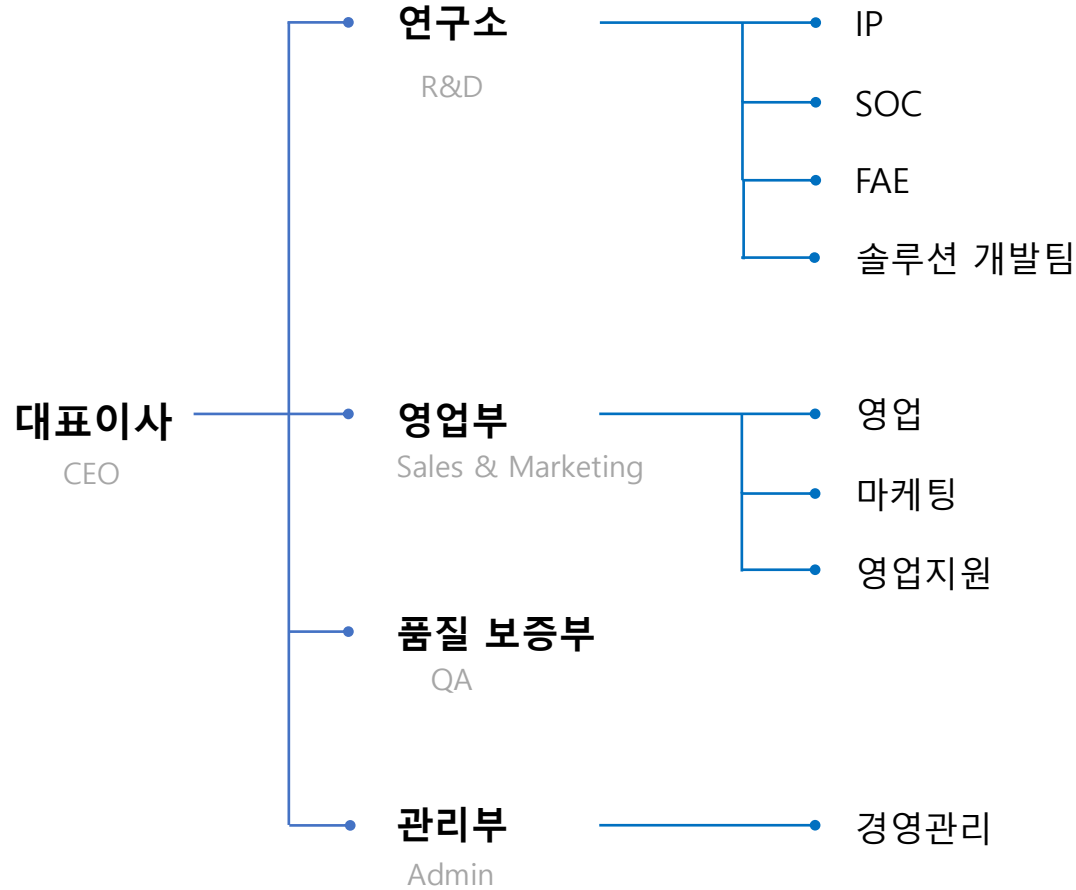 대표이사
CEO
연구소
R&D
IP
SOC
FAE
솔루션 개발팀
영업부
Sales & Marketing
영업
마케팅
영업지원
품질 보증부
QA
관리부
Admin
경영관리